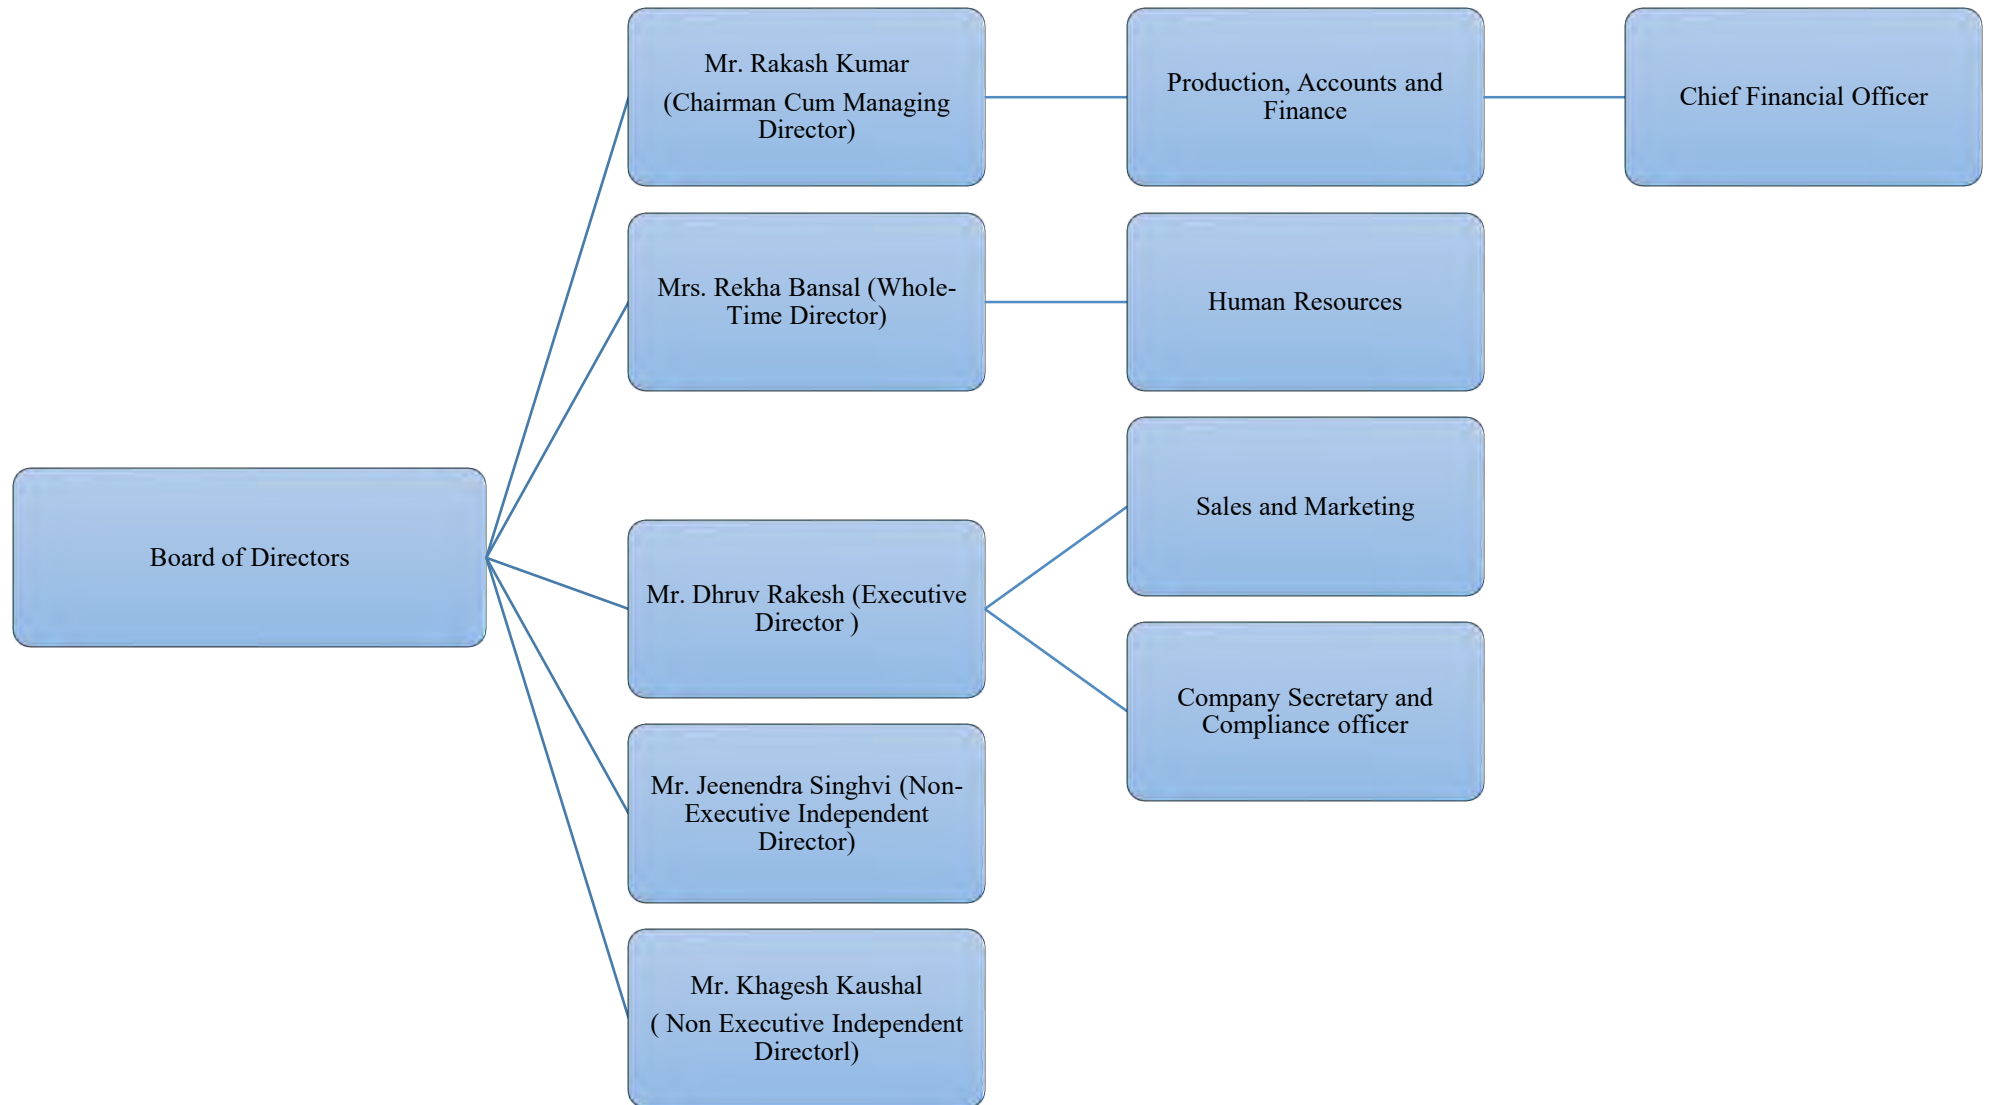 Mr. Rakash Kumar
(Chairman Cum Managing
Director)
Production, Accounts and
Finance
Chief Financial Officer
Mrs. Rekha Bansal (Whole-
Time Director)
Human Resources
Board of Directors
Mr. Dhruv Rakesh (Executive
Director )
Sales and Marketing
Company Secretary and
Compliance officer
Mr. Jeenendra Singhvi (Non-
Executive Independent
Director)
Mr. Khagesh Kaushal
( Non Executive Independent
Directorl)